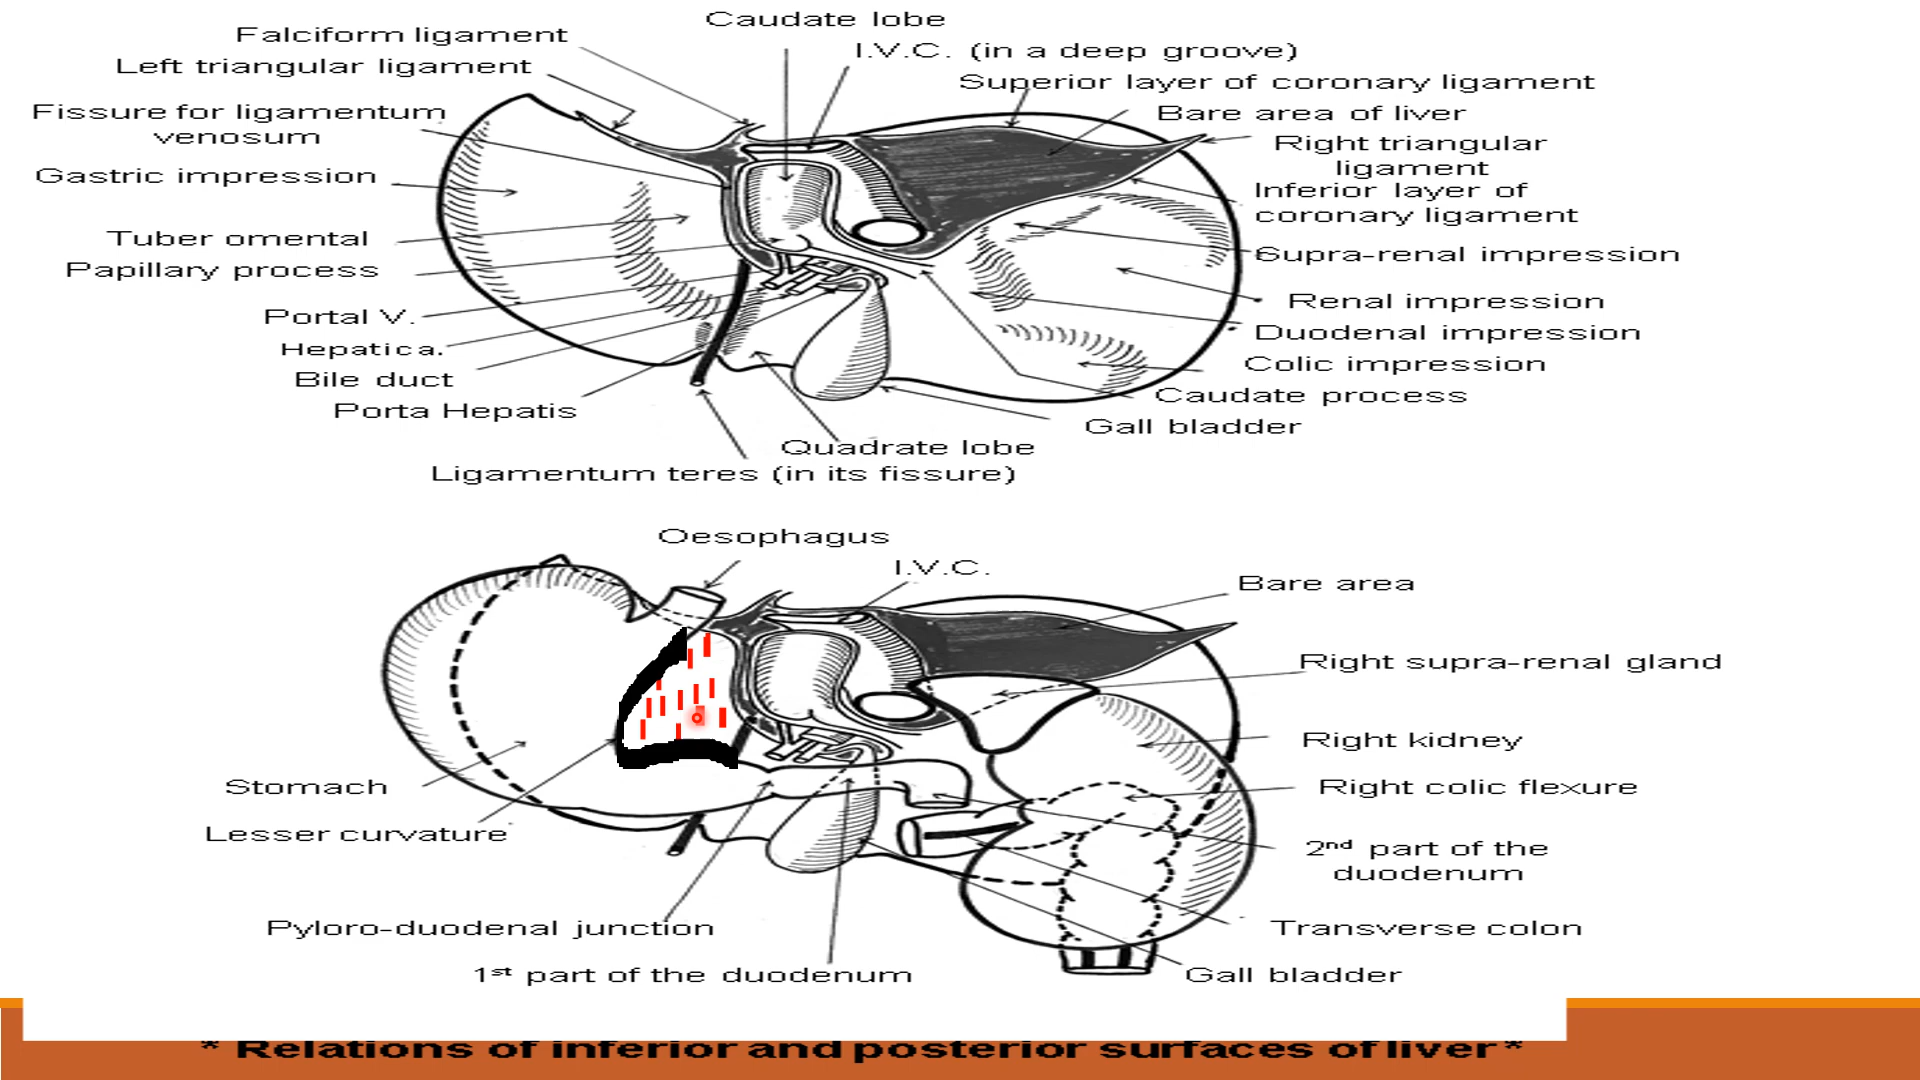 Caudate lobe
Falciform ligament
I.V.C. (in a deep groove)
Left triangular ligament
Superior layer of coronary ligament
Fissure for ligamentum
venosum
Bare area of liver
Right triangular
ligament
Gastric impression
Inferior layer of
coronary ligament
Tuber omental
Supra-renal impression
Papillary process
Renal impression
Portal V.
Duodenal impression
Hepatica.
Colic impression
Bile duct
Caudate process
Porta Hepatis
Gall bladder
Quadrate lobe
Ligamentum teres (in its fissure)
Oesophagus
I.V.C.
Bare area
Right supra-renal gland
Right kidney
Stomach
Right colic flexure
Lesser curvature
2nd part of the
duodenum
Pyloro-duodenal junction
Transverse colon
1st part of the duodenum
Gall bladder
* Relations of inferior and posterior surfaces of liver*